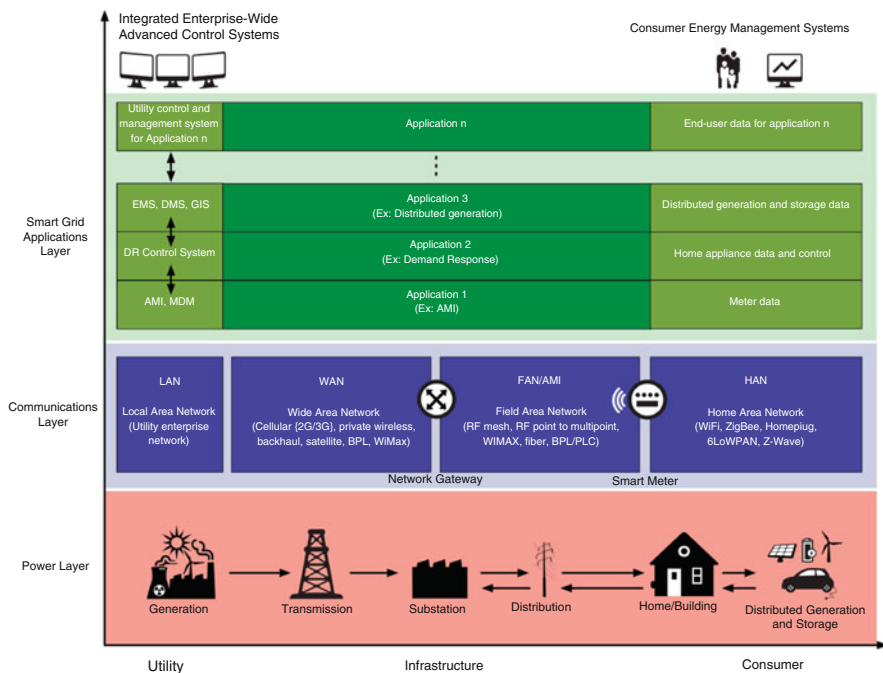 Integrated Enterprise-Wide
Advanced Control Systems
Consumer Energy Management Systems
Utility control and
management system
for Application n
Application n
End-user data for application n
Smart Grid
Applications
Layer
EMS, DMS, GIS
Application 3
(Ex: Distributed generation)
Distributed generation and storage data
DR Control System
Application 2
(Ex: Demand Response)
Home appliance data and control
AMI, MDM
Application 1
(Ex: AMI)
Meter data
Communications
Layer
LAN
Local Area Network
(Utility enterprise
network)
WAN
Wide Area Network
(Cellular {2G/3G), private wireless,
backhaul, satellite, BPL, WiMax)
FAN/AMI
Field Area Network
(RF mesh, RF point to multipoint,
WIMAX, fiber, BPL/PLC)
HAN
Home Area Network
(WiFi, ZigBee, Homepiug,
6LoWPAN, Z-Wave)
Network Gateway
Smart Meter
Power Layer
Generation
Transmission
Substation
Distribution
Home/Building
Distributed Generation
and Storage
Utility
Infrastructure
Consumer